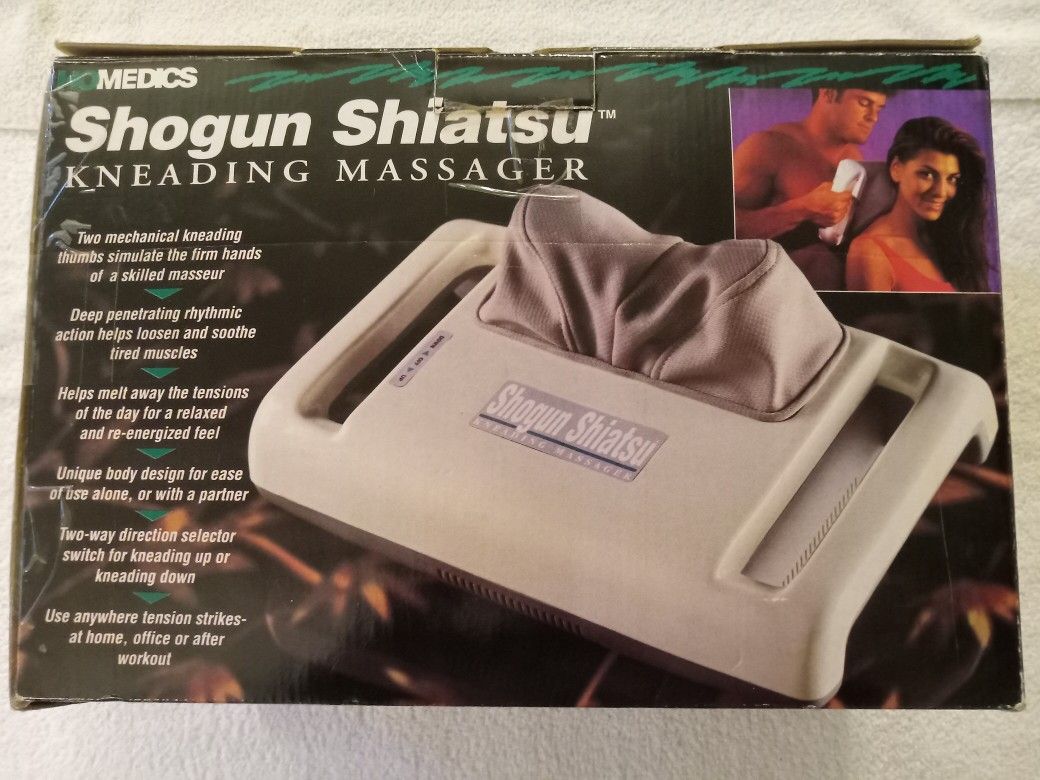 HOMEDICS
Shogun Shiatsu™
KNEADING MASSAGER
Two mechanical kneading
thumbs simulate the firm hands
of a skilled masseur
Deep penetrating rhythmic
action helps loosen and soothe
tired muscles
Helps melt away the tensions
of the day for a relaxed
and re-energized feel
Unique body design for ease
of use alone, or with a partner
Two-way direction selector
switch for kneading up or
kneading down
Use anywhere tension strikes-
at home, office or after
workout
Shogun Shiatsu
KNEADING MASSAGER